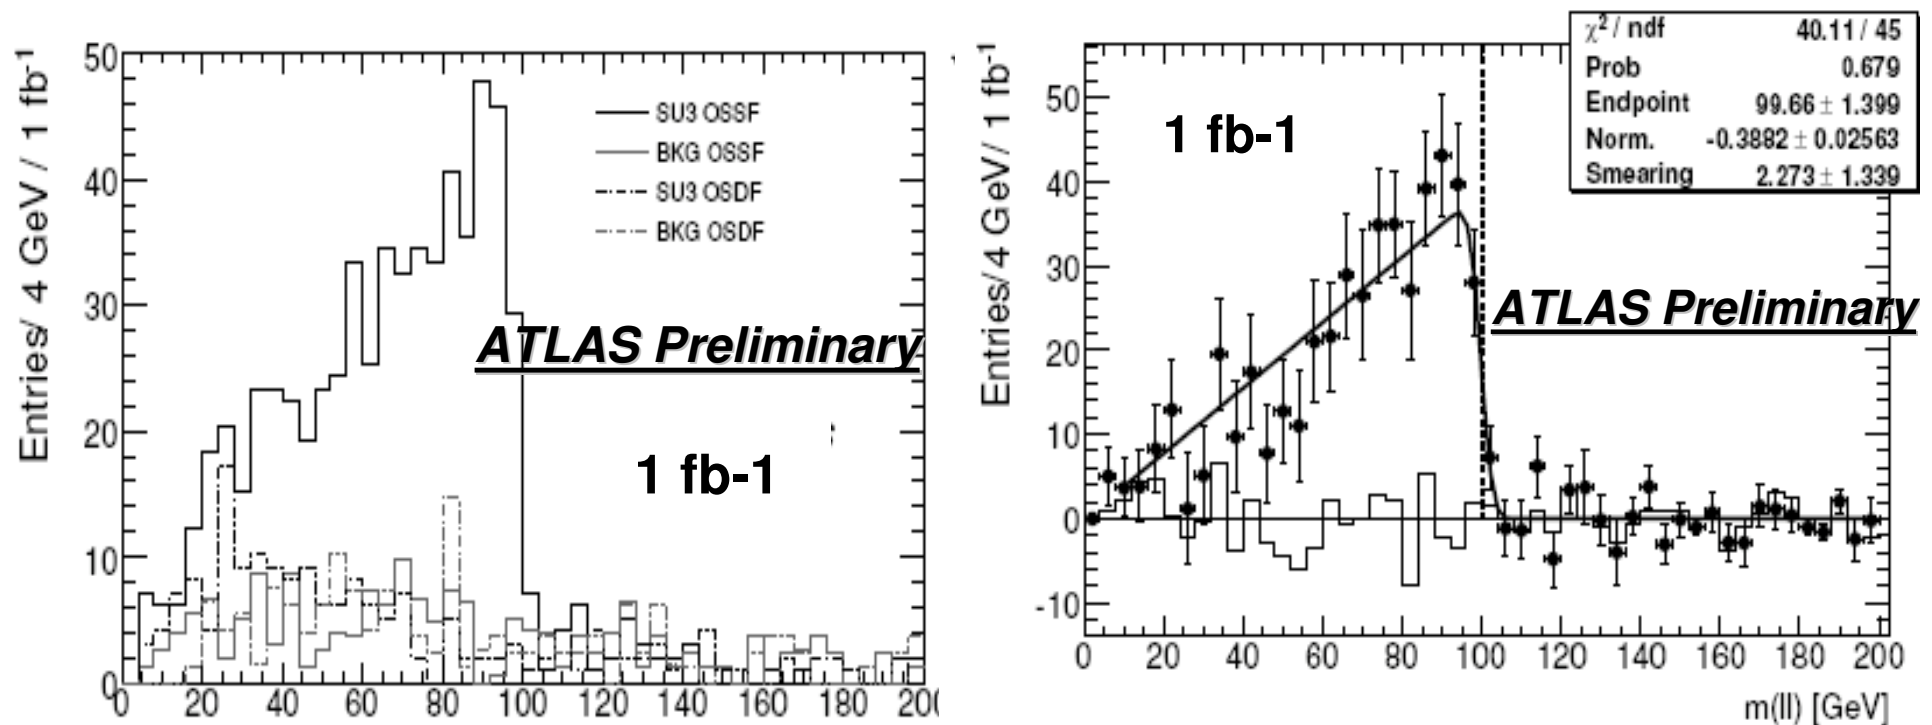 Entries/ 4 GeV / 1 fb-1
50
40
30
20
10
0
SU3 OSSF
BKG OSSF
SU3 OSDF
BKG OSDF
ATLAS Preliminary
1 fb-1
0 20 40 60 80 100 120 140 160 180 200
Entries/ 4 GeV/ 1 fb-1
50
40
30
20
10
0
-10
1 fb-1
χ2 / ndf 40.11 / 45
Prob 0.679
Endpoint 99.66 ± 1.399
Norm. -0.3882 ± 0.02563
Smearing 2.273 ± 1.339
ATLAS Preliminary
0 20 40 60 80 100 120 140 160 180 200
m(ll) [GeV]